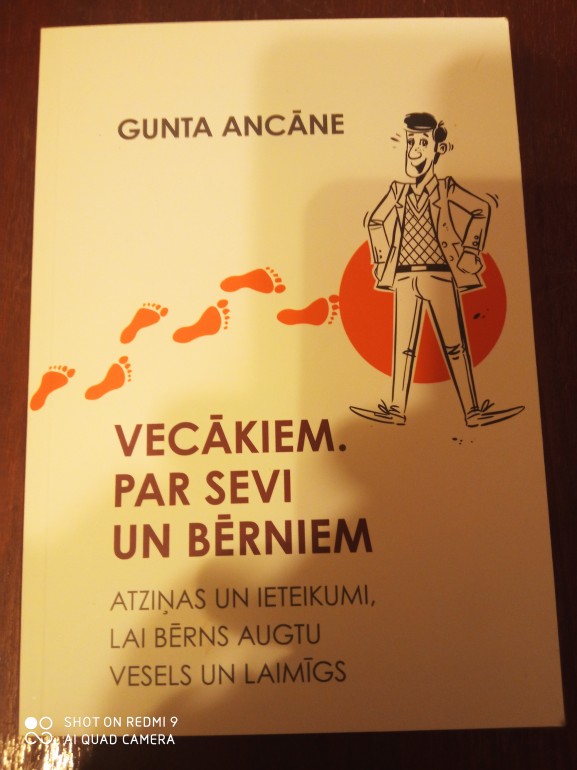 GUNTA ANCĀNE
VECĀKIEM.
PAR SEVI
UN BĒRNIEM
ATZIŅAS UN IETEIKUMI,
LAI BĒRNS AUGTU
VESELS UN LAIMĪGS
SHOT ON REDMI 9
AI QUAD CAMERA